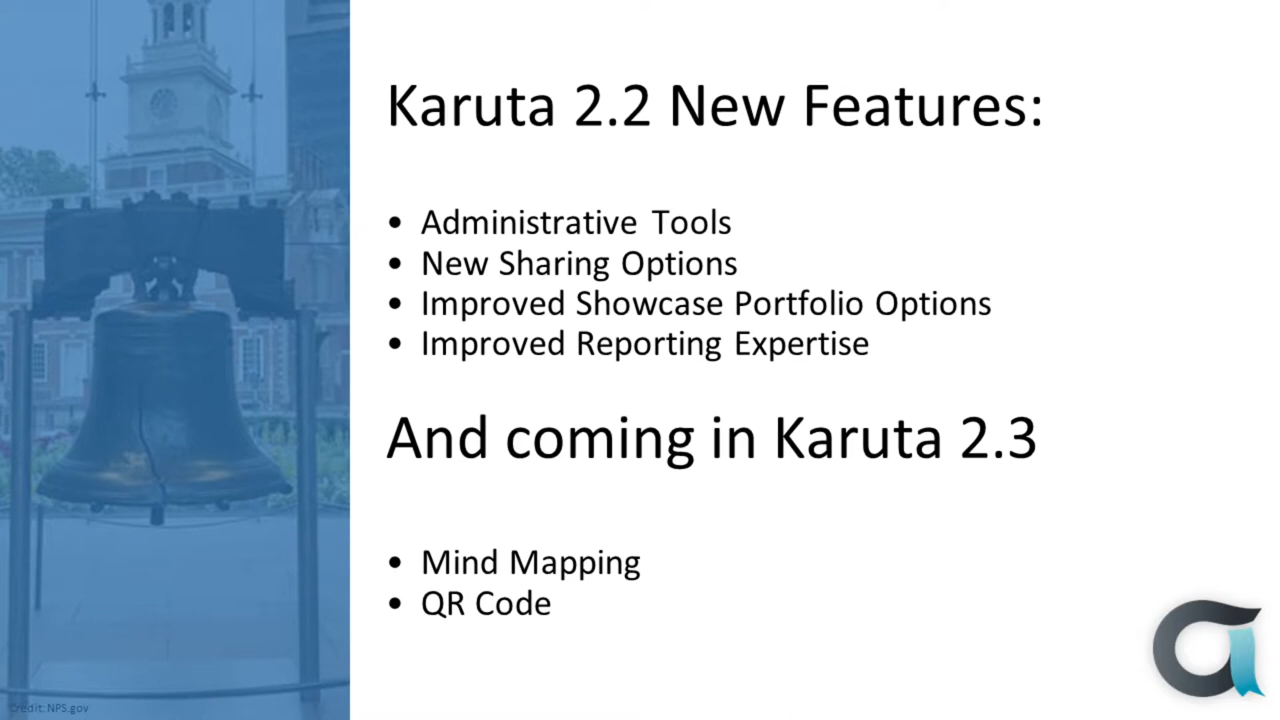 Karuta 2.2 New Features:
• Administrative Tools
• New Sharing Options
• Improved Showcase Portfolio Options
• Improved Reporting Expertise
And coming in Karuta 2.3
• Mind Mapping
• QR Code
Credit: NPS.gov